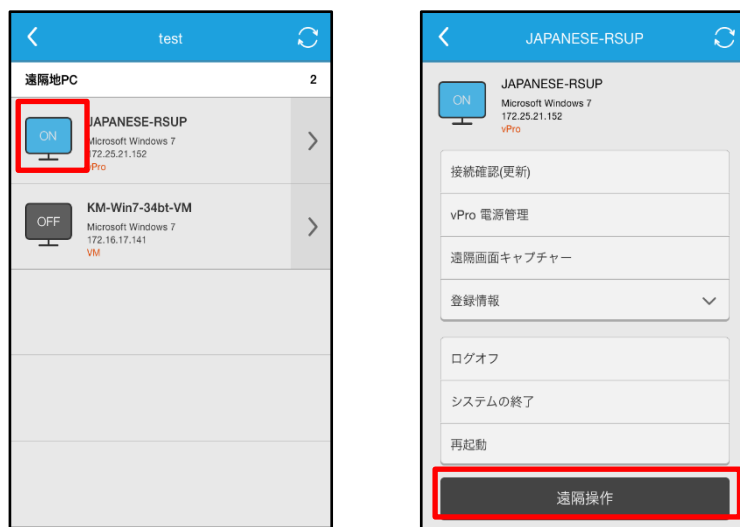 test
遠隔地PC 2
ON
JAPANESE-RSUP
Microsoft Windows 7
172.25.21.152
vPro
OFF
KM-Win7-34bt-VM
Microsoft Windows 7
172.16.17.141
VM
JAPANESE-RSUP
ON
JAPANESE-RSUP
Microsoft Windows 7
172.25.21.152
vPro
接続確認(更新)
vPro 電源管理
遠隔画面キャプチャー
登録情報
ログオフ
システムの終了
再起動
遠隔操作